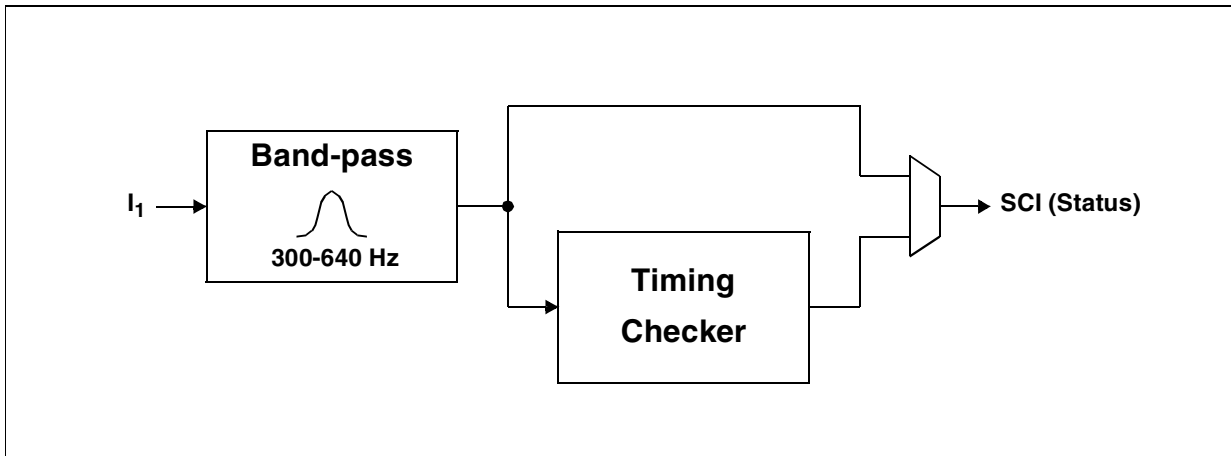 Band-pass
I1
300-640 Hz
Timing
Checker
SCI (Status)